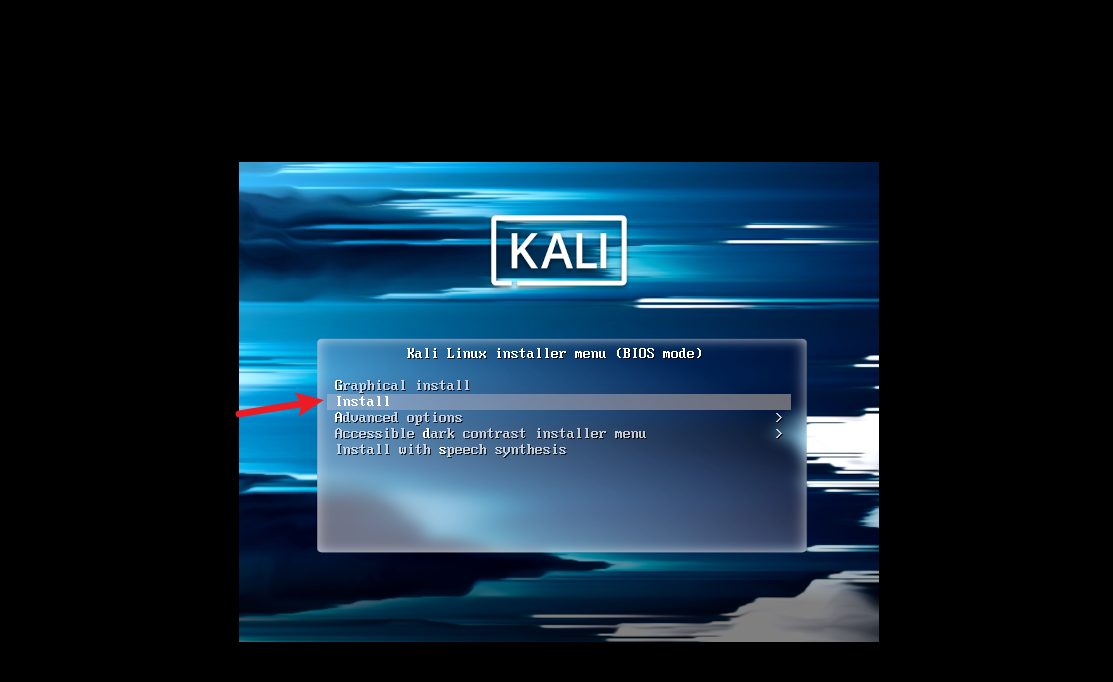 KALI
Kali Linux installer menu (BIOS mode)
Graphical install
Install
Advanced options >
Accessible dark contrast installer menu >
Install with speech synthesis